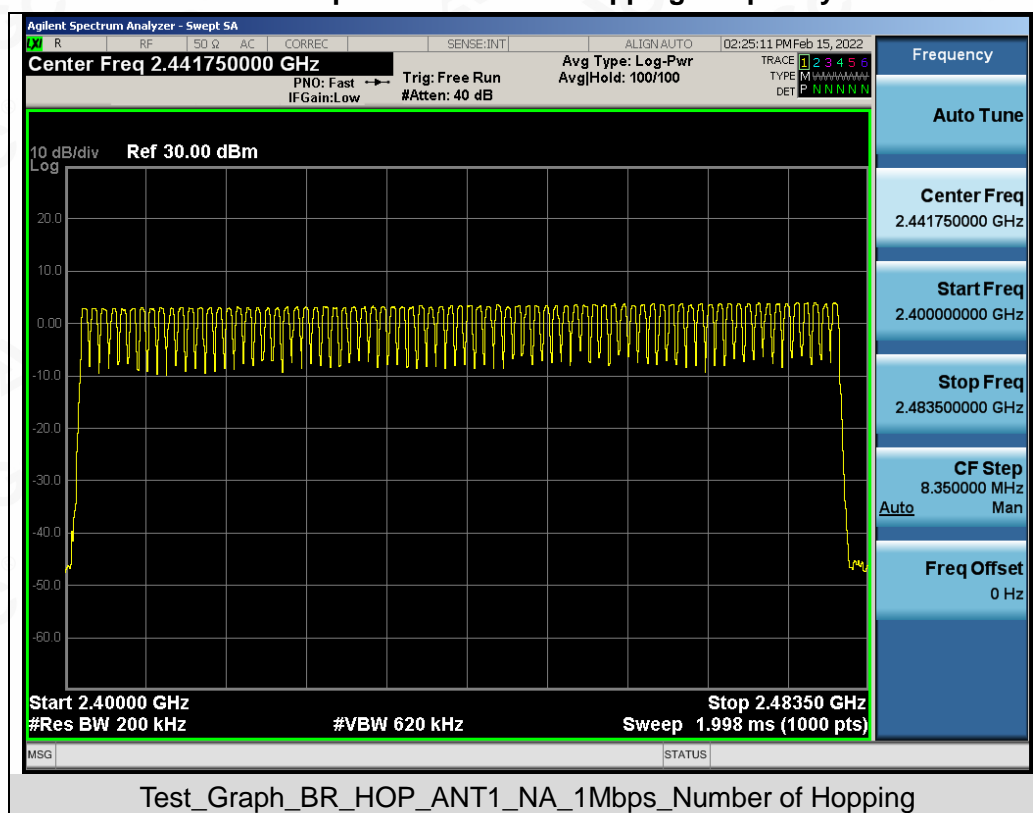 Agilent Spectrum Analyzer - Swept SA
LXI R RF 50 Ω AC CORREC SENSE:INT ALIGN AUTO 02:25:11 PM Feb 15, 2022
Center Freq 2.441750000 GHz
PNO: Fast
IFGain:Low
Trig: Free Run
#Atten: 40 dB
Avg Type: Log-Pwr
Avg|Hold: 100/100
TRACE 1 2 3 4 5 6
TYPE M WWWWW
DET P N N N N N
10 dB/div Ref 30.00 dBm
Log
20.0
10.0
0.00
-10.0
-20.0
-30.0
-40.0
-50.0
-60.0
Start 2.40000 GHz Stop 2.48350 GHz
#Res BW 200 kHz #VBW 620 kHz Sweep 1.998 ms (1000 pts)
MSG STATUS
Frequency
Auto Tune
Center Freq
2.441750000 GHz
Start Freq
2.400000000 GHz
Stop Freq
2.483500000 GHz
CF Step
8.350000 MHz
Auto Man
Freq Offset
0 Hz
Test_Graph_BR_HOP_ANT1_NA_1Mbps_Number of Hopping